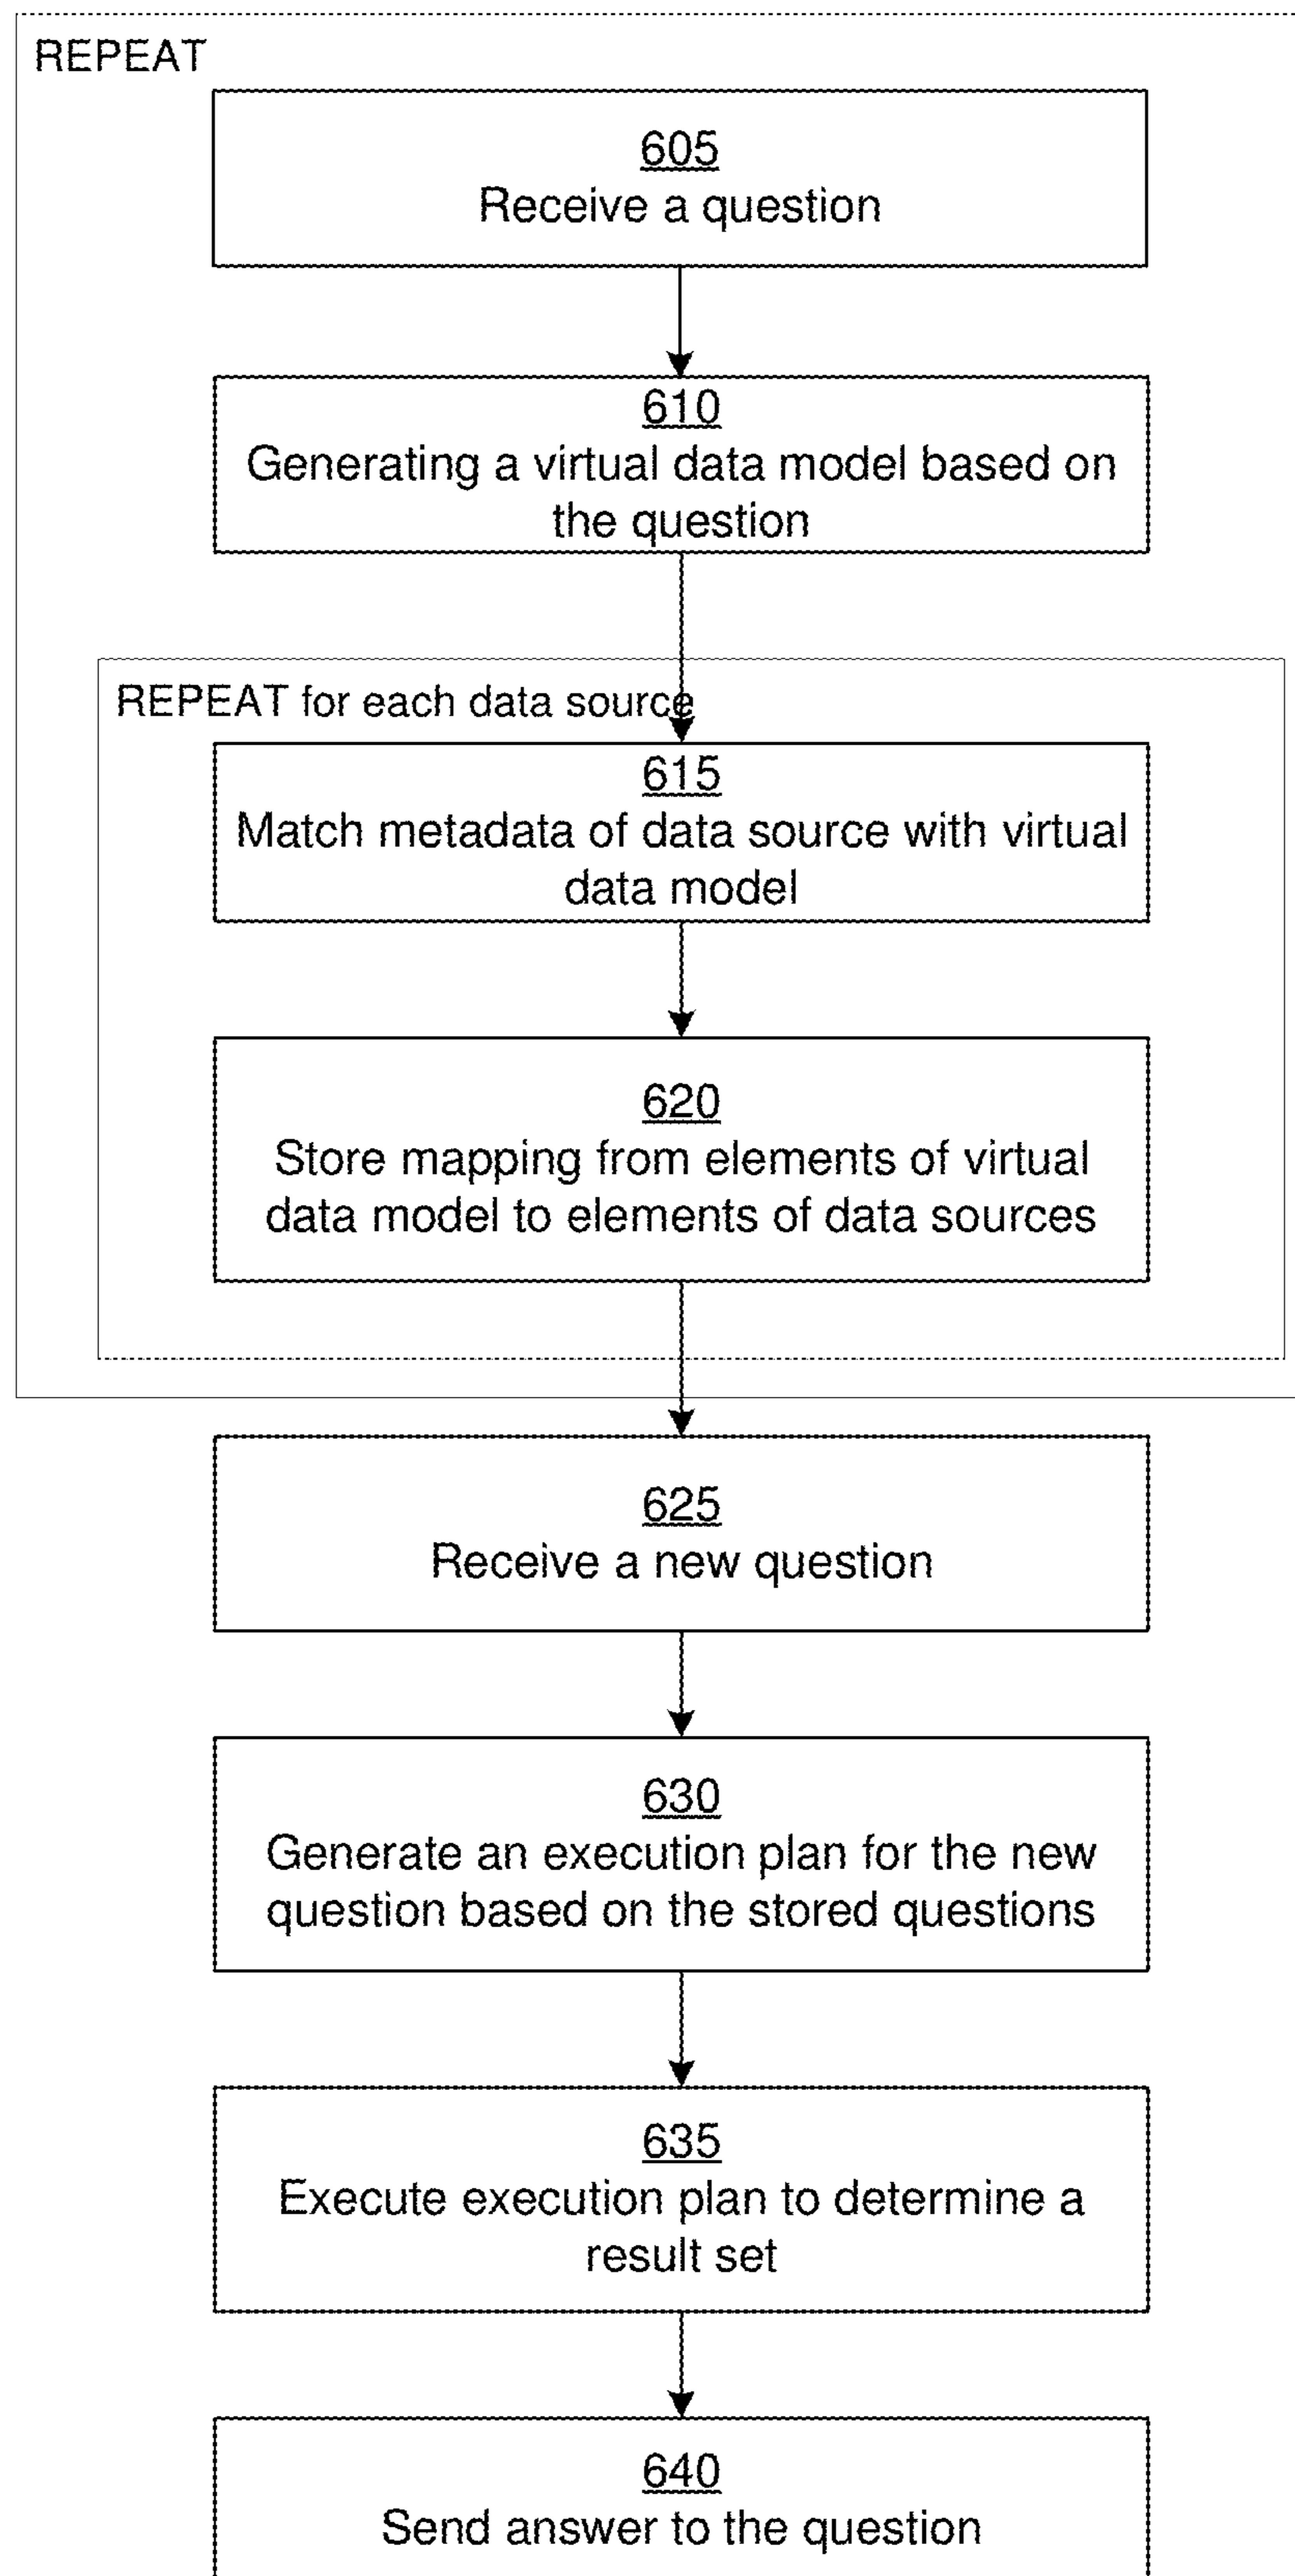 REPEAT
605
Receive a question
610
Generating a virtual data model based on
the question
REPEAT for each data source
615
Match metadata of data source with virtual
data model
620
Store mapping from elements of virtual
data model to elements of data sources
625
Receive a new question
630
Generate an execution plan for the new
question based on the stored questions
635
Execute execution plan to determine a
result set
640
Send answer to the question